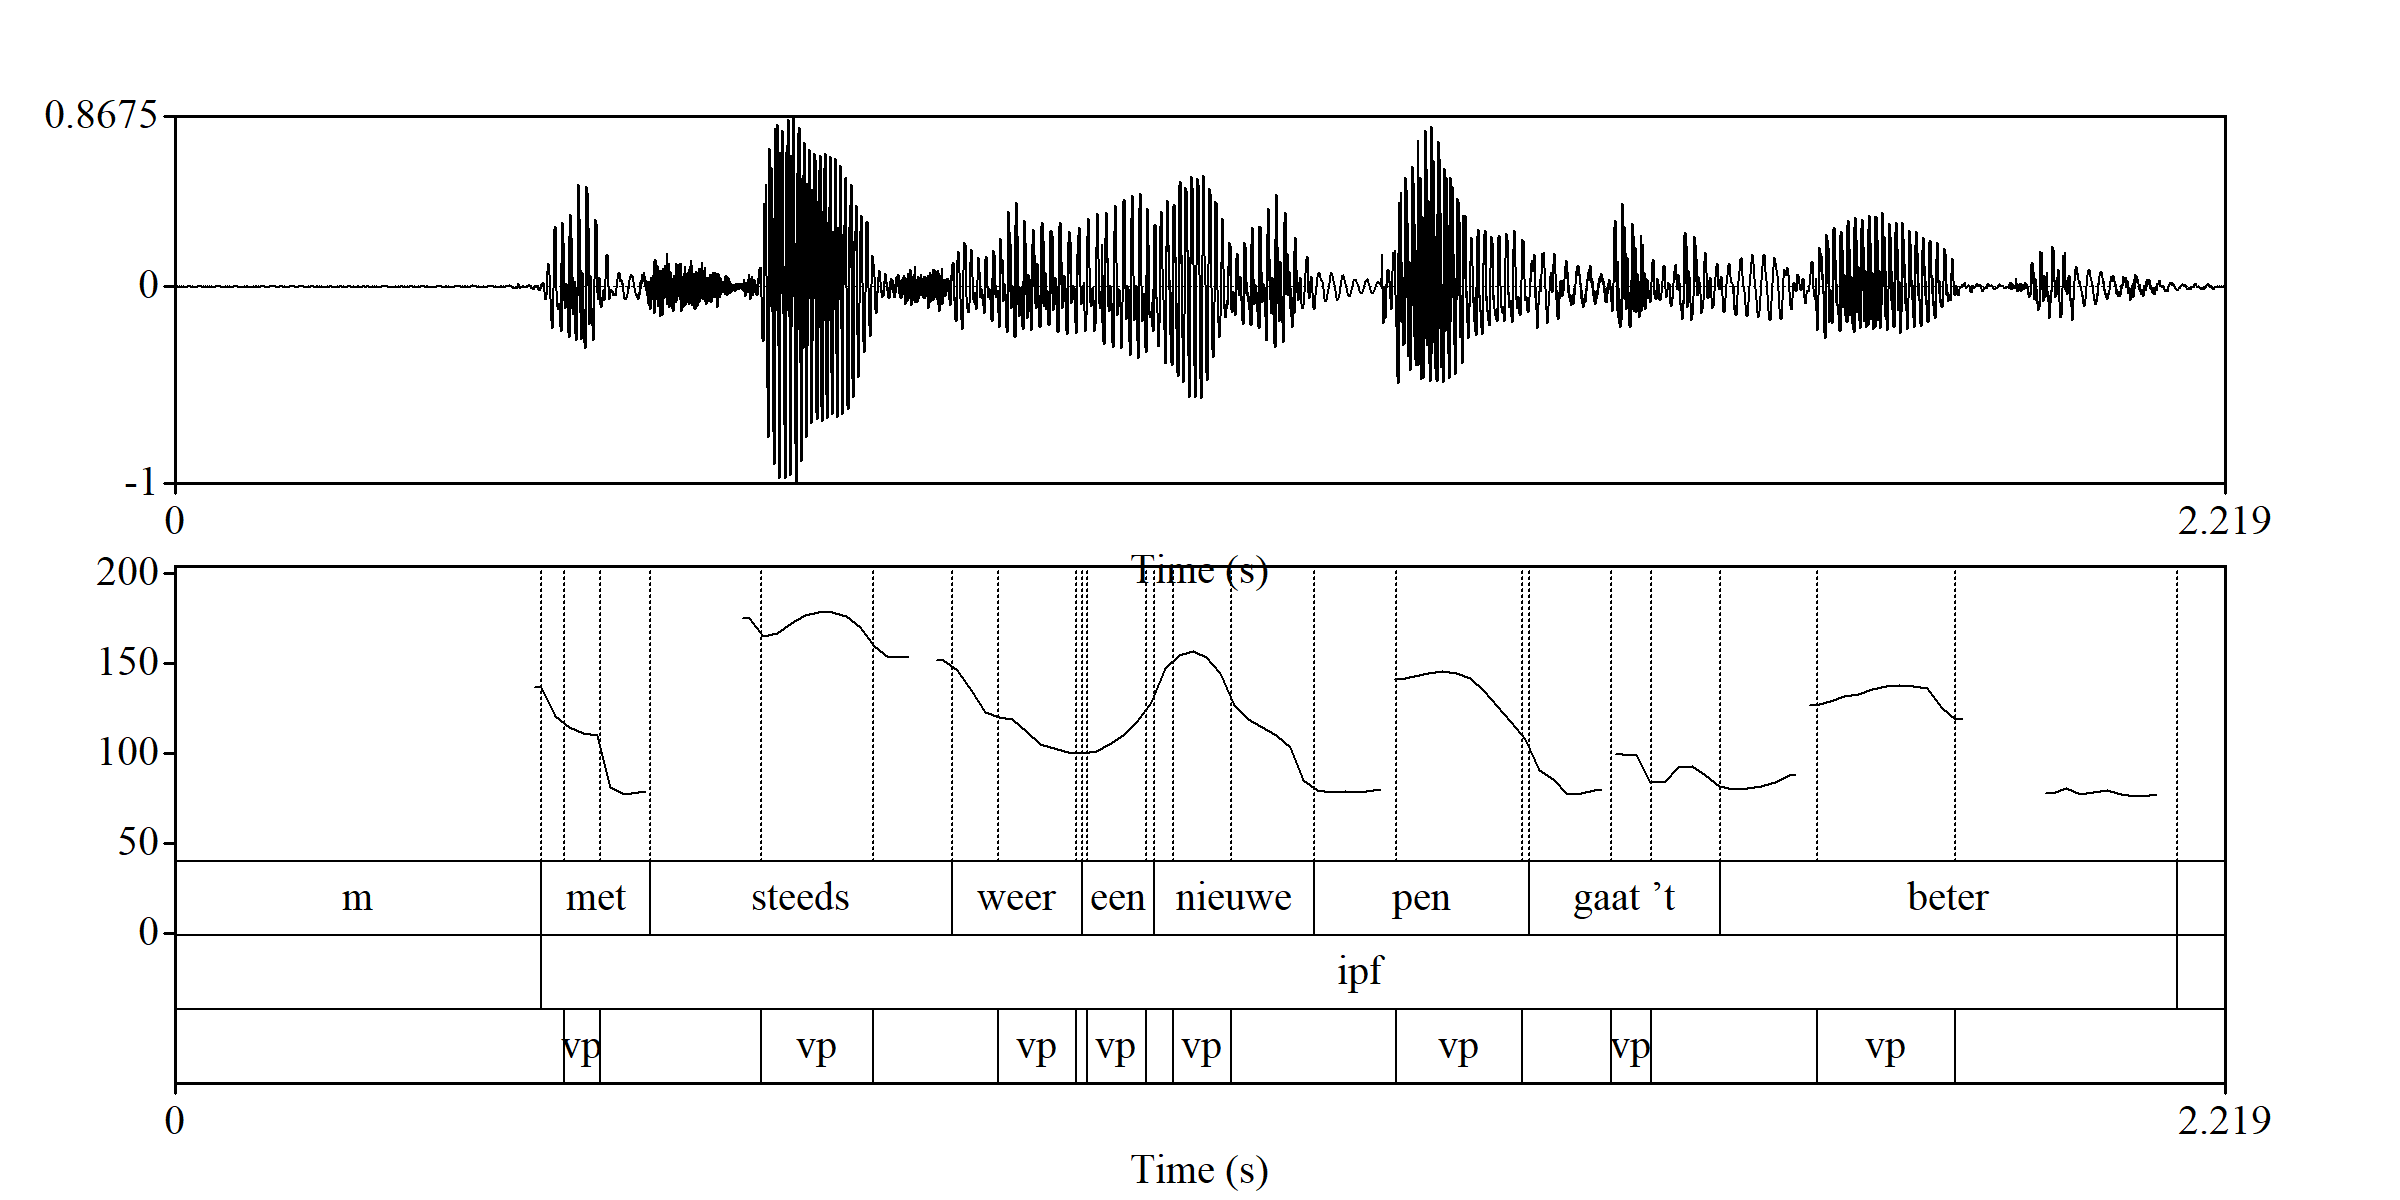 0.8675
0
-1
0 2.219
Time (s)
200
150
100
50
0
m met steeds weer een nieuwe pen gaat ’t beter
ipf
vp vp vp vp vp vp vp vp
0 2.219
Time (s)